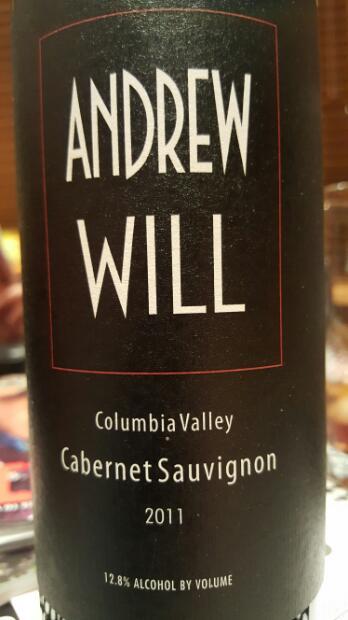 ANDREW
WILL
Columbia Valley
Cabernet Sauvignon
2011
12.8% ALCOHOL BY VOLUME